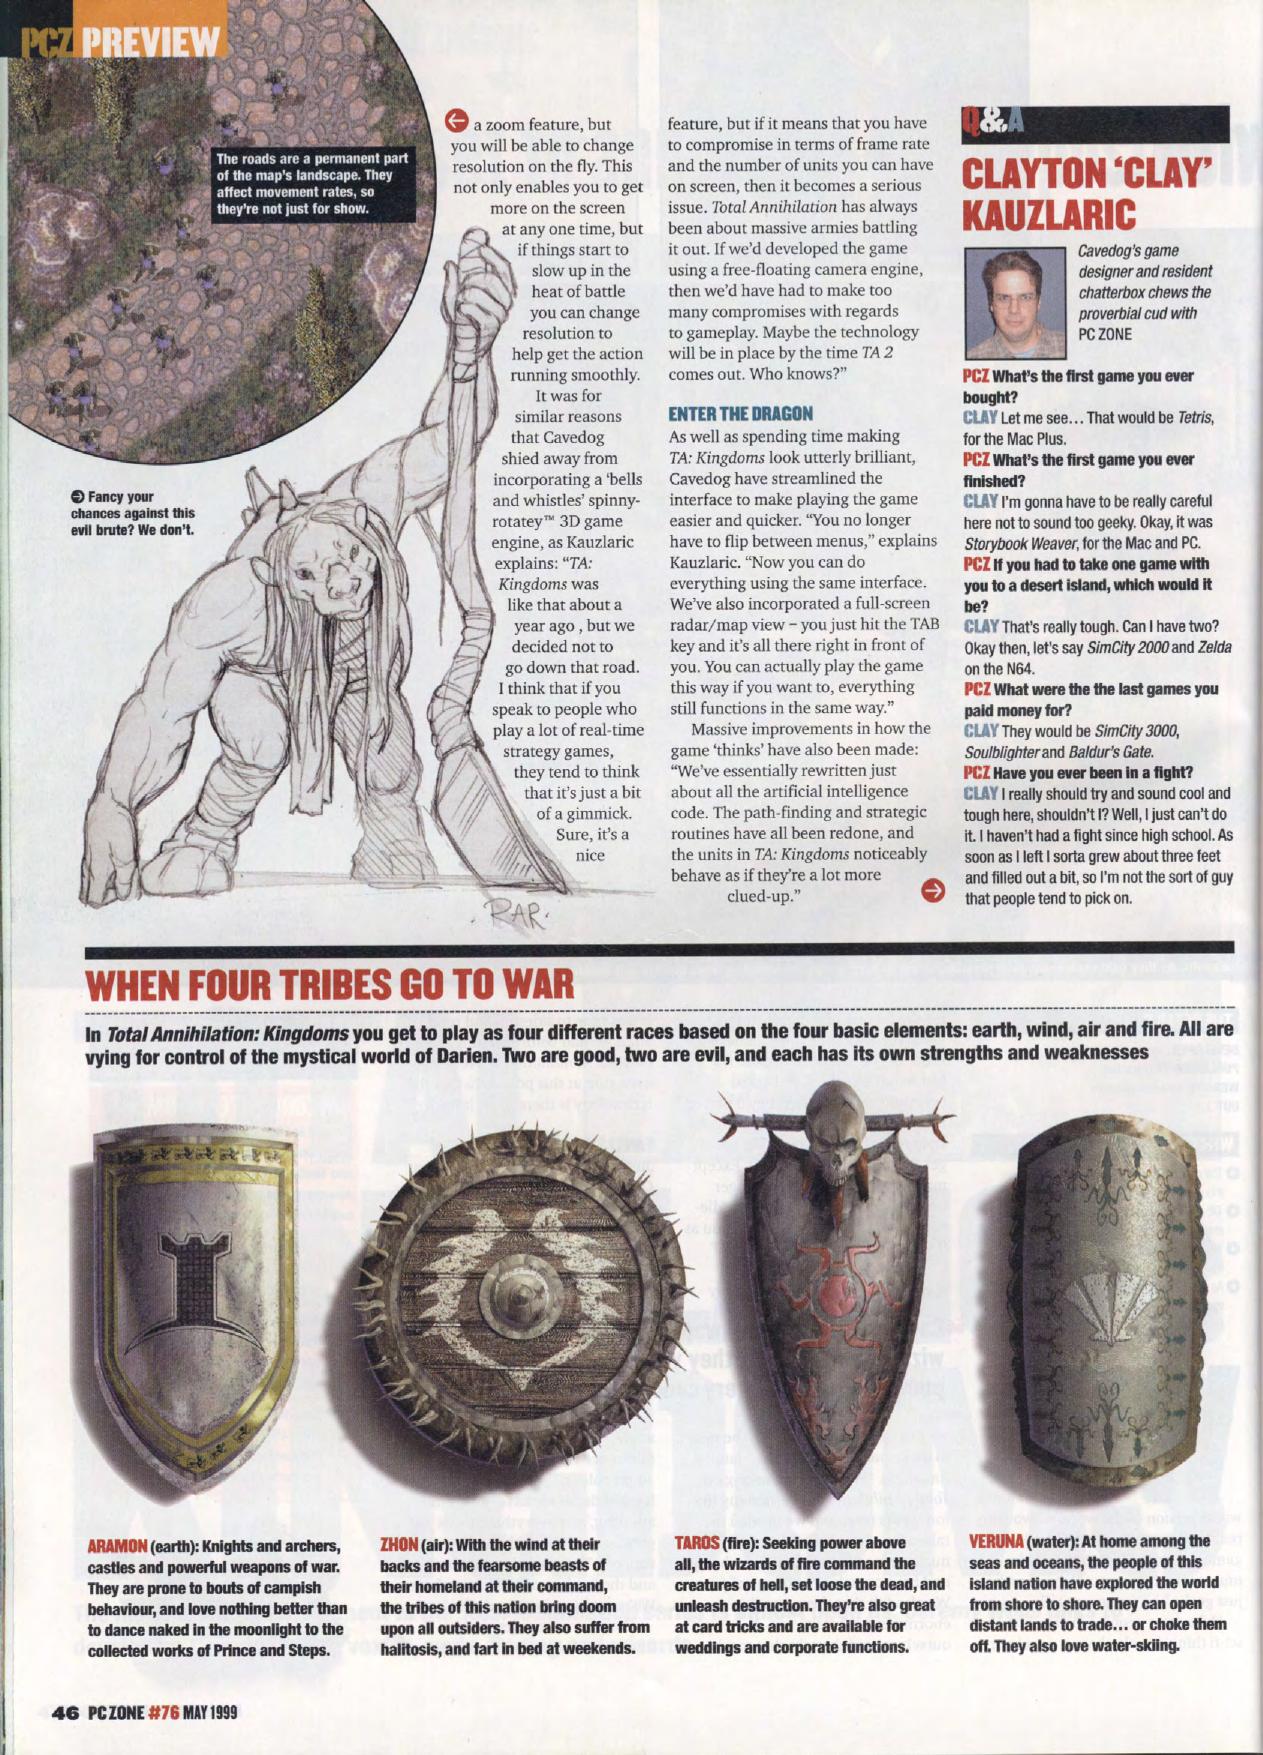 PCZ PREVIEW
The roads are a permanent part
of the map's landscape. They
affect movement rates, so
they're not just for show.
Fancy your
chances against this
evil brute? We don't.
a zoom feature, but
you will be able to change
resolution on the fly. This
not only enables you to get
more on the screen
at any one time, but
if things start to
slow up in the
heat of battle
you can change
resolution to
help get the action
running smoothly.
It was for
similar reasons
that Cavedog
shied away from
incorporating a 'bells
and whistles' spinny-
rotatey™ 3D game
engine, as Kauzlaric
explains: "TA:
Kingdoms was
like that about a
year ago , but we
decided not to
go down that road.
I think that if you
speak to people who
play a lot of real-time
strategy games,
they tend to think
that it's just a bit
of a gimmick.
Sure, it's a
nice
RAR.
feature, but if it means that you have
to compromise in terms of frame rate
and the number of units you can have
on screen, then it becomes a serious
issue. Total Annihilation has always
been about massive armies battling
it out. If we'd developed the game
using a free-floating camera engine,
then we'd have had to make too
many compromises with regards
to gameplay. Maybe the technology
will be in place by the time TA 2
comes out. Who knows?"
ENTER THE DRAGON
As well as spending time making
TA: Kingdoms look utterly brilliant,
Cavedog have streamlined the
interface to make playing the game
easier and quicker. "You no longer
have to flip between menus," explains
Kauzlaric. "Now you can do
everything using the same interface.
We've also incorporated a full-screen
radar/map view – you just hit the TAB
key and it's all there right in front of
you. You can actually play the game
this way if you want to, everything
still functions in the same way."
Massive improvements in how the
game 'thinks' have also been made:
"We've essentially rewritten just
about all the artificial intelligence
code. The path-finding and strategic
routines have all been redone, and
the units in TA: Kingdoms noticeably
behave as if they're a lot more
clued-up."
Q&A
CLAYTON 'CLAY'
KAUZLARIC
Cavedog's game
designer and resident
chatterbox chews the
proverbial cud with
PC ZONE
PCZ What's the first game you ever
bought?
CLAY Let me see... That would be Tetris,
for the Mac Plus.
PCZ What's the first game you ever
finished?
CLAY I'm gonna have to be really careful
here not to sound too geeky. Okay, it was
Storybook Weaver, for the Mac and PC.
PCZ If you had to take one game with
you to a desert island, which would it
be?
CLAY That's really tough. Can I have two?
Okay then, let's say SimCity 2000 and Zelda
on the N64.
PCZ What were the the last games you
paid money for?
CLAY They would be SimCity 3000,
Soulblighter and Baldur's Gate.
PCZ Have you ever been in a fight?
CLAY I really should try and sound cool and
tough here, shouldn't I? Well, I just can't do
it. I haven't had a fight since high school. As
soon as I left I sorta grew about three feet
and filled out a bit, so I'm not the sort of guy
that people tend to pick on.
WHEN FOUR TRIBES GO TO WAR
In Total Annihilation: Kingdoms you get to play as four different races based on the four basic elements: earth, wind, air and fire. All are
vying for control of the mystical world of Darien. Two are good, two are evil, and each has its own strengths and weaknesses
ARAMON (earth): Knights and archers,
castles and powerful weapons of war.
They are prone to bouts of campish
behaviour, and love nothing better than
to dance naked in the moonlight to the
collected works of Prince and Steps.
ZHON (air): With the wind at their
backs and the fearsome beasts of
their homeland at their command,
the tribes of this nation bring doom
upon all outsiders. They also suffer from
halitosis, and fart in bed at weekends.
TAROS (fire): Seeking power above
all, the wizards of fire command the
creatures of hell, set loose the dead, and
unleash destruction. They're also great
at card tricks and are available for
weddings and corporate functions.
VERUNA (water): At home among the
seas and oceans, the people of this
island nation have explored the world
from shore to shore. They can open
distant lands to trade... or choke them
off. They also love water-skiing.
46 PC ZONE #76 MAY 1999